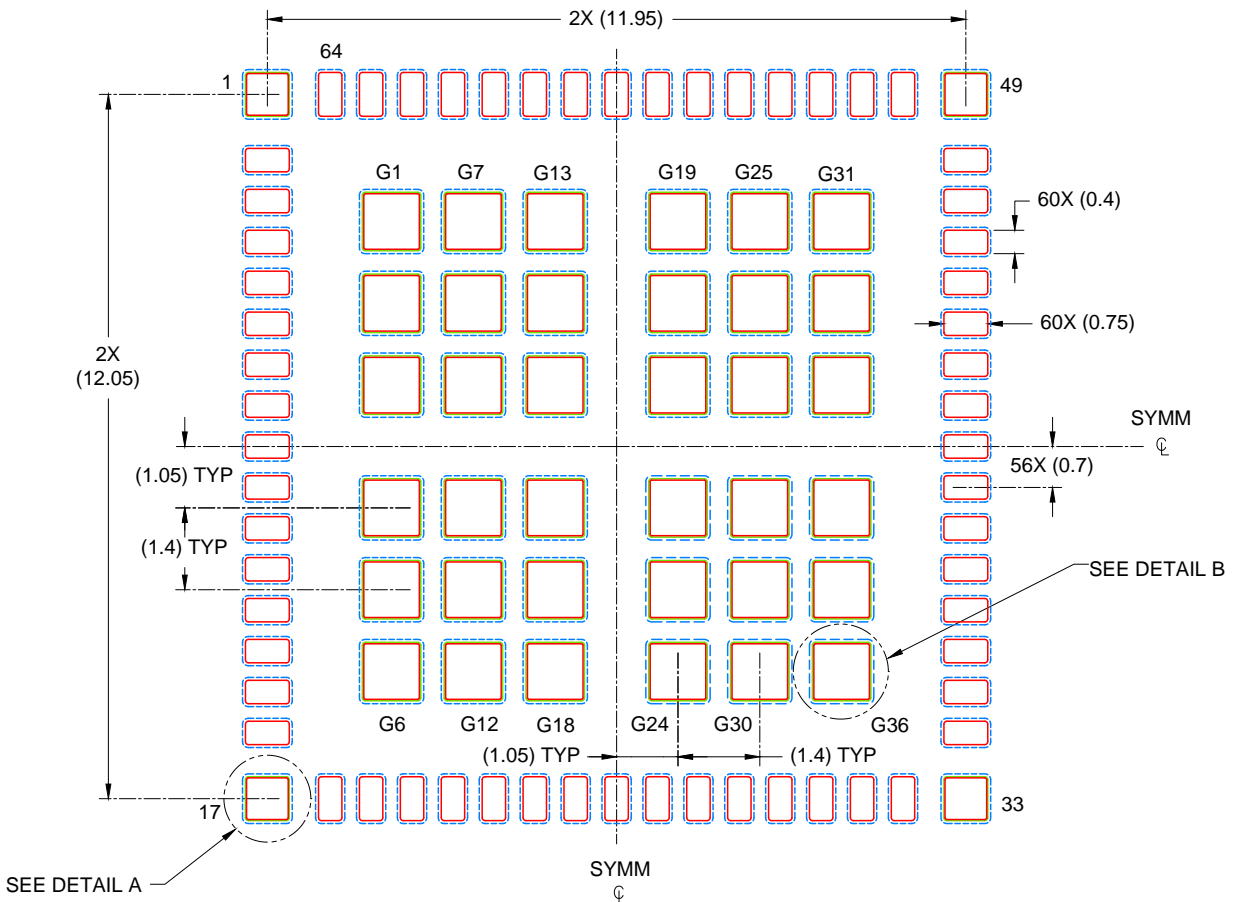 2X (11.95)
64
1
49
G1
G7
G13
G19
G25
G31
60X (0.4)
60X (0.75)
2X
(12.05)
SYMM
℄
(1.05) TYP
56X (0.7)
(1.4) TYP
SEE DETAIL B
G6
G12
G18
G24
G30
G36
(1.05) TYP
(1.4) TYP
17
33
SEE DETAIL A
SYMM
℄